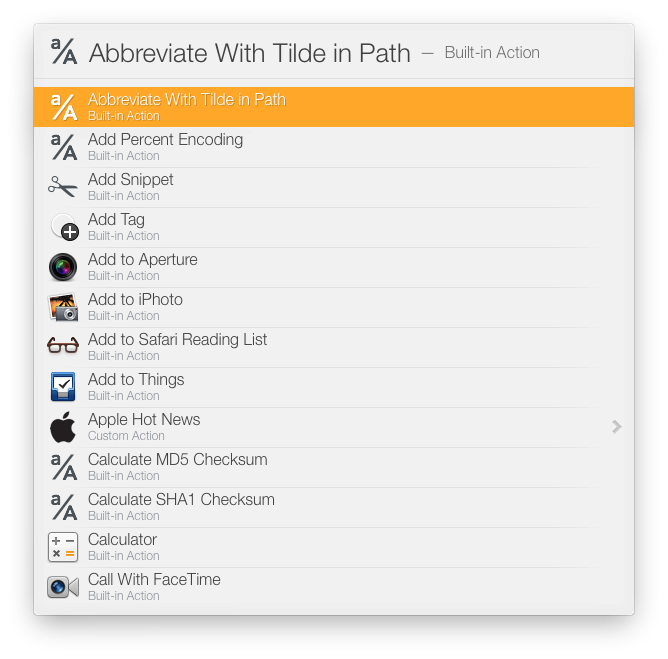 Abbreviate With Tilde in Path — Built-in Action
Abbreviate With Tilde in Path
Built-in Action
Add Percent Encoding
Built-in Action
Add Snippet
Built-in Action
Add Tag
Built-in Action
Add to Aperture
Built-in Action
Add to iPhoto
Built-in Action
Add to Safari Reading List
Built-in Action
Add to Things
Built-in Action
Apple Hot News
Custom Action
Calculate MD5 Checksum
Built-in Action
Calculate SHA1 Checksum
Built-in Action
Calculator
Built-in Action
Call With FaceTime
Built-in Action